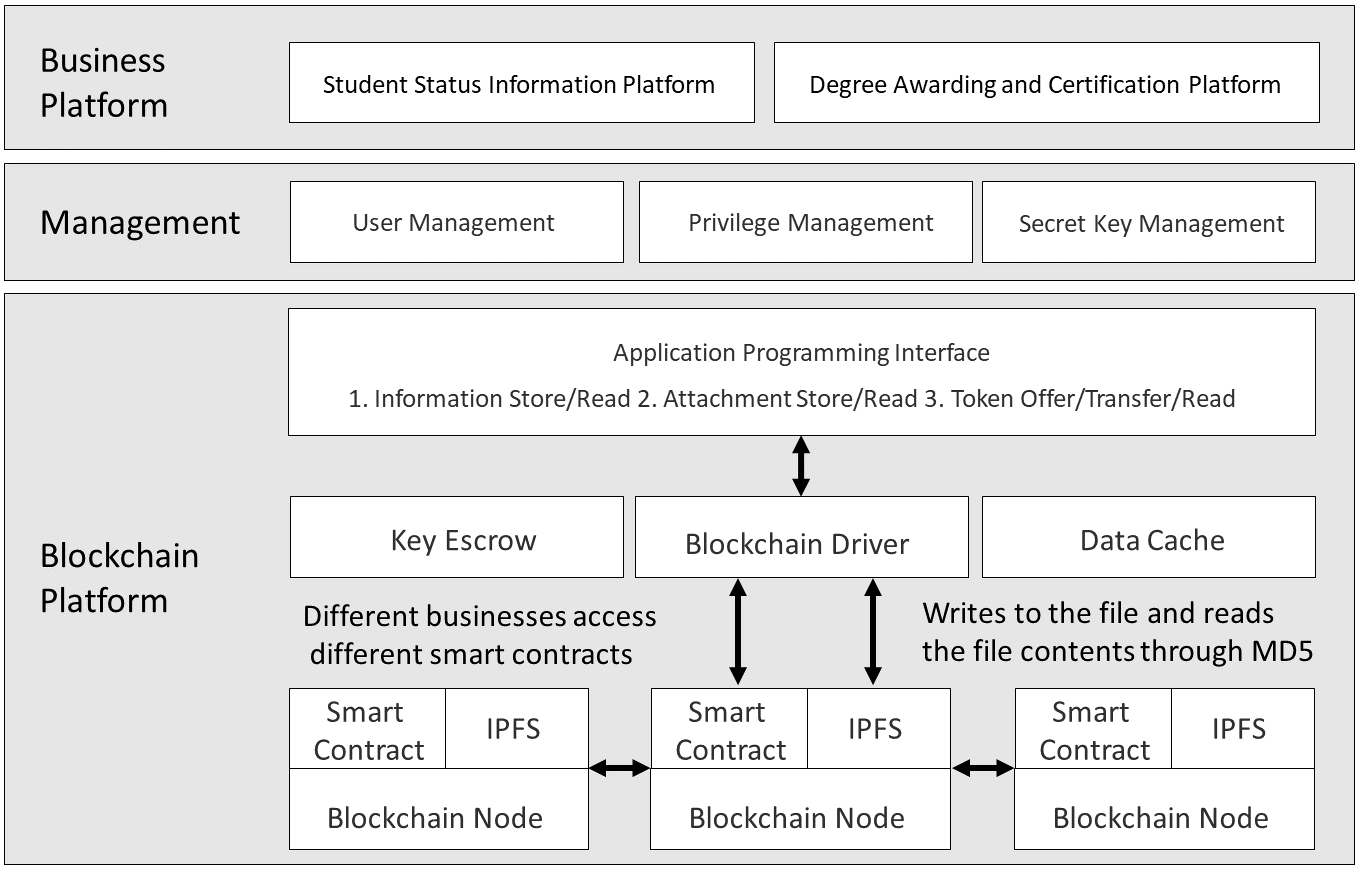 Business
Platform
Student Status Information Platform
Degree Awarding and Certification Platform
Management
User Management
Privilege Management
Secret Key Management
Blockchain
Platform
Application Programming Interface
1. Information Store/Read 2. Attachment Store/Read 3. Token Offer/Transfer/Read
Key Escrow
Blockchain Driver
Data Cache
Different businesses access
different smart contracts
Writes to the file and reads
the file contents through MD5
Smart
Contract
IPFS
Blockchain Node
Smart
Contract
IPFS
Blockchain Node
Smart
Contract
IPFS
Blockchain Node